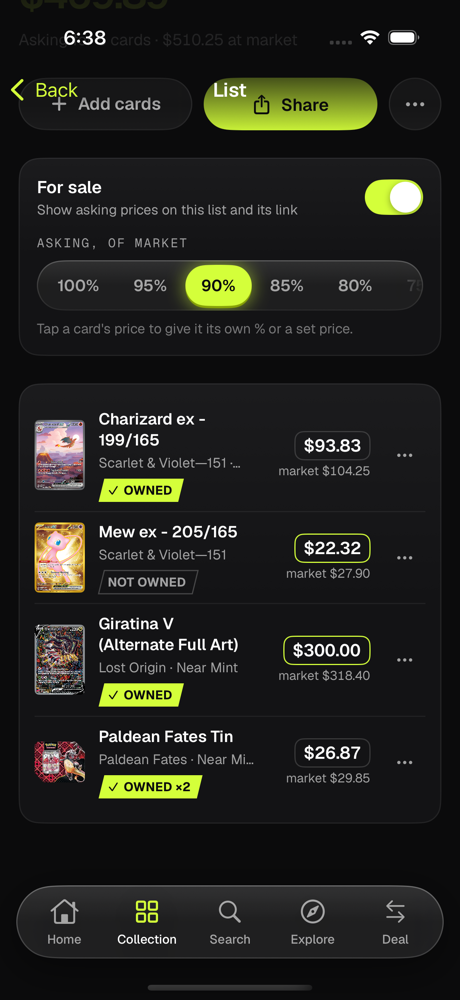 6:38
cards · $510.25 at market
Back
List
+ Add cards
Share
For sale
Show asking prices on this list and its link
ASKING, OF MARKET
100% 95% 90% 85% 80%
Tap a card's price to give it its own % or a set price.
Charizard ex -
199/165
$93.83
Scarlet & Violet—151 ·...
market $104.25
✓ OWNED
Mew ex - 205/165
$22.32
Scarlet & Violet—151
market $27.90
NOT OWNED
Giratina V
(Alternate Full Art)
$300.00
Lost Origin · Near Mint
market $318.40
✓ OWNED
Paldean Fates Tin
$26.87
Paldean Fates · Near Mi...
market $29.85
✓ OWNED ×2
Home Collection Search Explore Deal